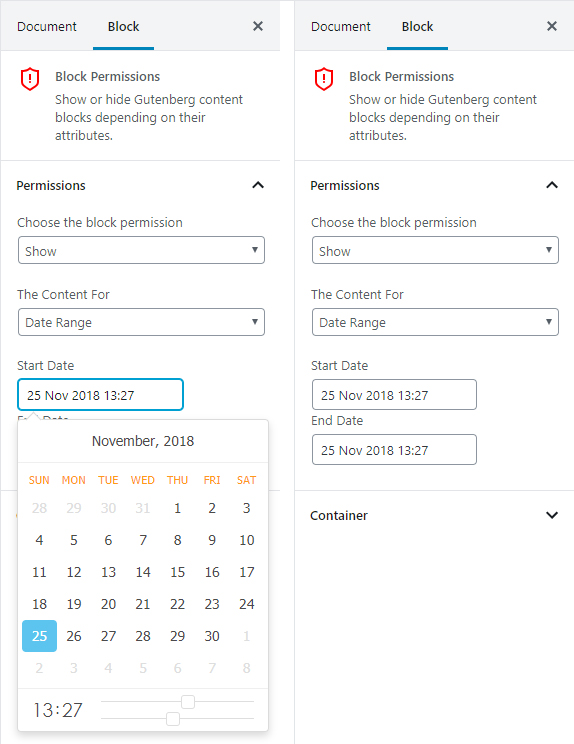 Document Block ×
Block Permissions
Show or hide Gutenberg content
blocks depending on their
attributes.
Permissions
Choose the block permission
Show
The Content For
Date Range
Start Date
25 Nov 2018 13:27
End Date
November, 2018
SUN MON TUE WED THU FRI SAT
28 29 30 31 1 2 3
4 5 6 7 8 9 10
11 12 13 14 15 16 17
18 19 20 21 22 23 24
25 26 27 28 29 30 1
2 3 4 5 6 7 8
13:27
Document Block ×
Block Permissions
Show or hide Gutenberg content
blocks depending on their
attributes.
Permissions
Choose the block permission
Show
The Content For
Date Range
Start Date
25 Nov 2018 13:27
End Date
25 Nov 2018 13:27
Container